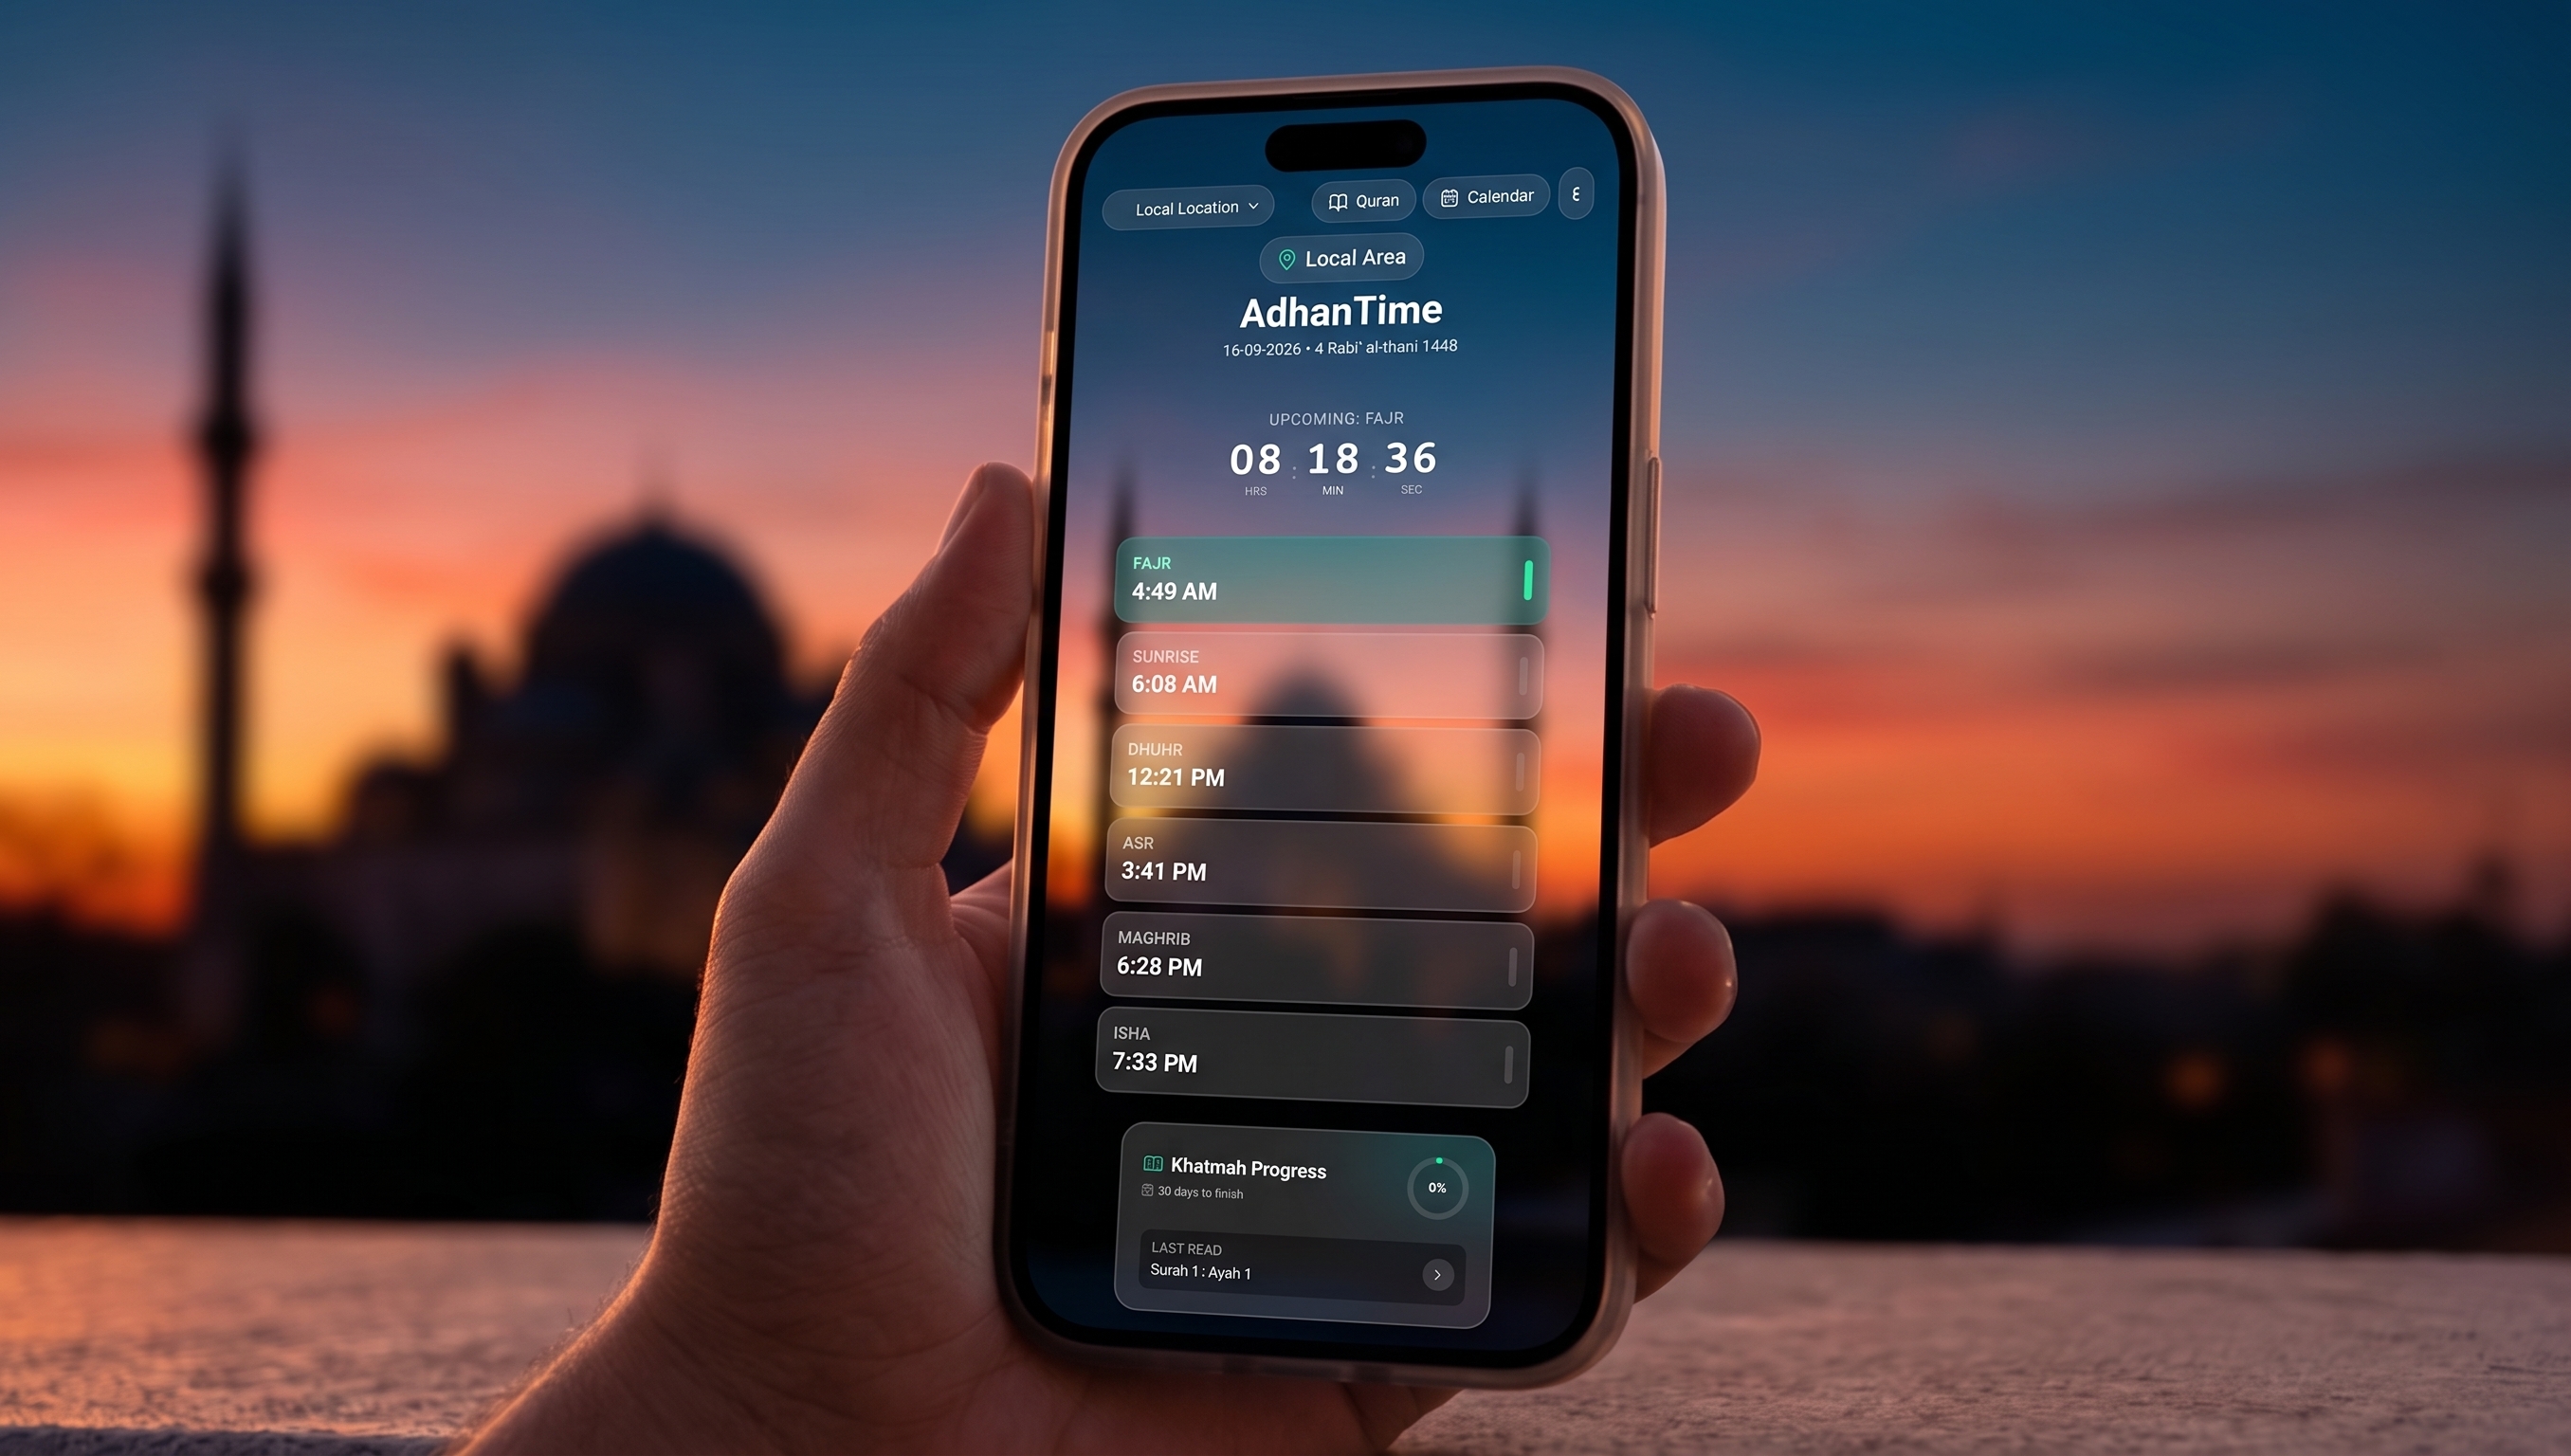 Local Location
Quran
Calendar
ع
Local Area
AdhanTime
16-09-2026 • 4 Rabi' al-thani 1448
UPCOMING: FAJR
08 : 18 : 36
HRS MIN SEC
FAJR
4:49 AM
SUNRISE
6:08 AM
DHUHR
12:21 PM
ASR
3:41 PM
MAGHRIB
6:28 PM
ISHA
7:33 PM
Khatmah Progress
30 days to finish
0%
LAST READ
Surah 1 : Ayah 1